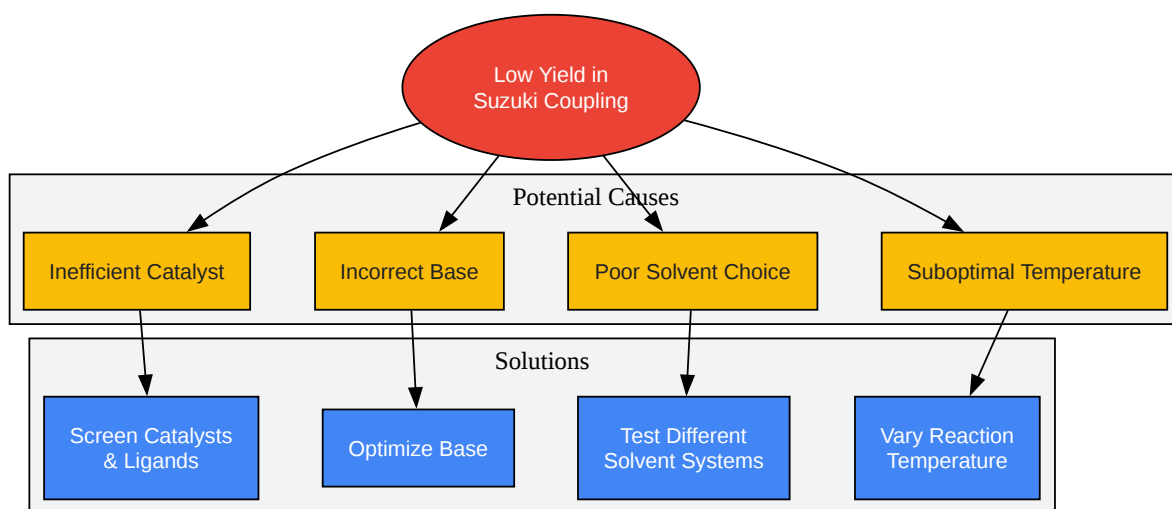 Low Yield in
Suzuki Coupling
Potential Causes
Inefficient Catalyst
Incorrect Base
Poor Solvent Choice
Suboptimal Temperature
Solutions
Screen Catalysts
& Ligands
Optimize Base
Test Different
Solvent Systems
Vary Reaction
Temperature